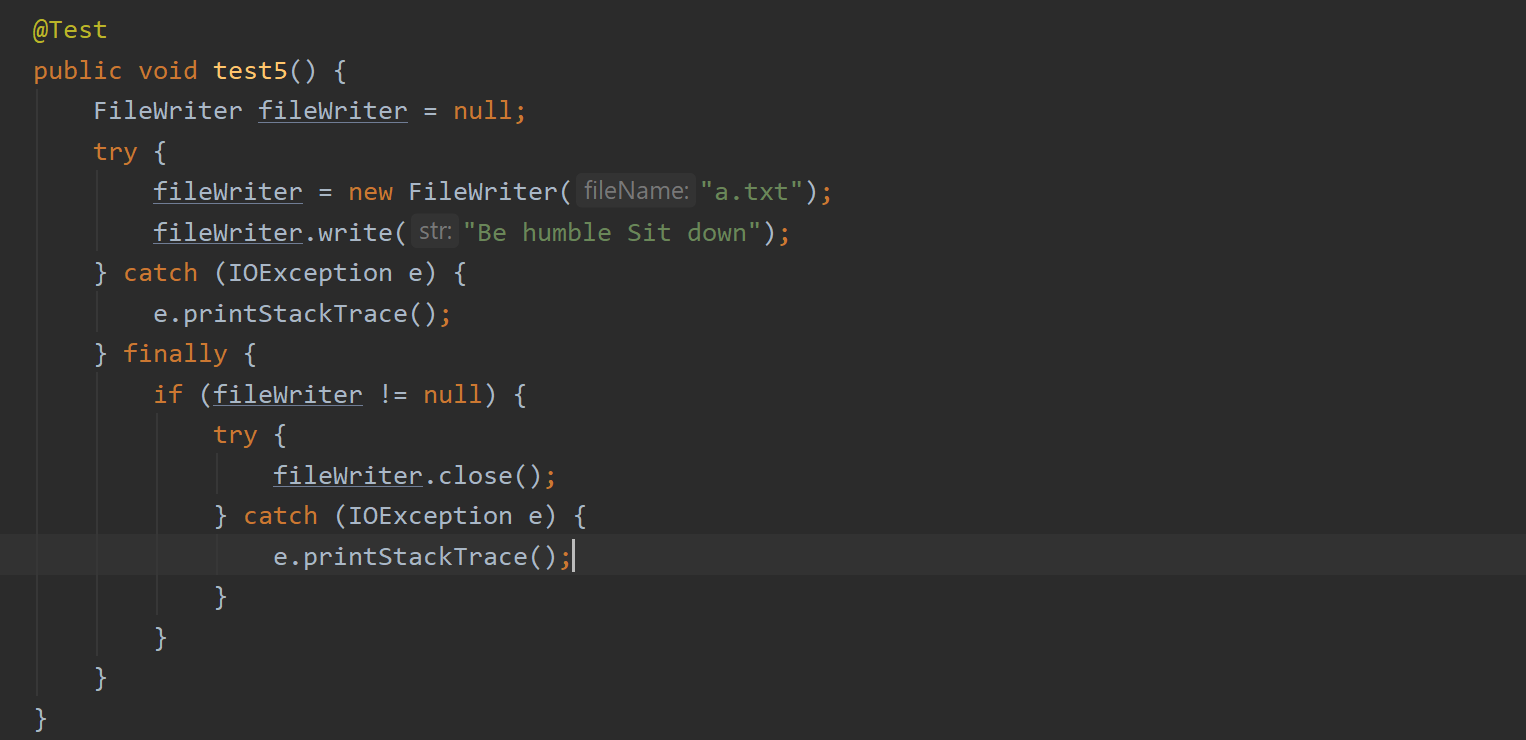 @Test
public void test5() {
    FileWriter fileWriter = null;
    try {
        fileWriter = new FileWriter( fileName: "a.txt");
        fileWriter.write( str: "Be humble Sit down");
    } catch (IOException e) {
        e.printStackTrace();
    } finally {
        if (fileWriter != null) {
            try {
                fileWriter.close();
            } catch (IOException e) {
                e.printStackTrace();
            }
        }
    }
}